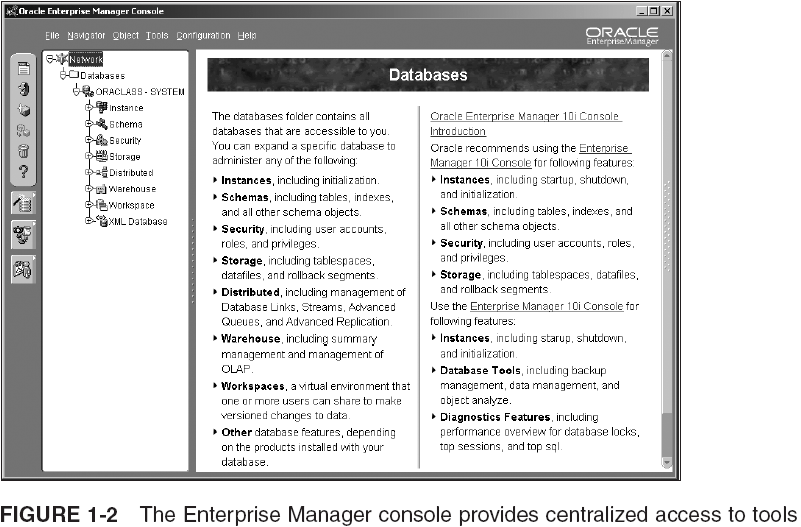 Oracle Enterprise Manager Console
File Navigator Object Tools Configuration Help
ORACLE
EnterpriseManager
Network
Databases
ORACLASS - SYSTEM
Instance
Schema
Security
Storage
Distributed
Warehouse
Workspace
XML Database
Databases
The databases folder contains all
databases that are accessible to you.
You can expand a specific database to
administer any of the following:
Instances, including initialization.
Schemas, including tables, indexes,
and all other schema objects.
Security, including user accounts,
roles, and privileges.
Storage, including tablespaces,
datafiles, and rollback segments.
Distributed, including management of
Database Links, Streams, Advanced
Queues, and Advanced Replication.
Warehouse, including summary
management and management of
OLAP.
Workspaces, a virtual environment that
one or more users can share to make
versioned changes to data.
Other database features, depending
on the products installed with your
database.
Oracle Enterprise Manager 10i Console
Introduction
Oracle recommends using the Enterprise
Manager 10i Console for following features:
Instances, including startup, shutdown,
and initialization.
Schemas, including tables, indexes, and
all other schema objects.
Security, including user accounts, roles,
and privileges.
Storage, including tablespaces, datafiles,
and rollback segments.
Use the Enterprise Manager 10i Console for
following features:
Instances, including starup, shutdown,
and initialization.
Database Tools, including backup
management, data management, and
object analyze.
Diagnostics Features, including
performance overview for database locks,
top sessions, and top sql.
FIGURE 1-2 The Enterprise Manager console provides centralized access to tools